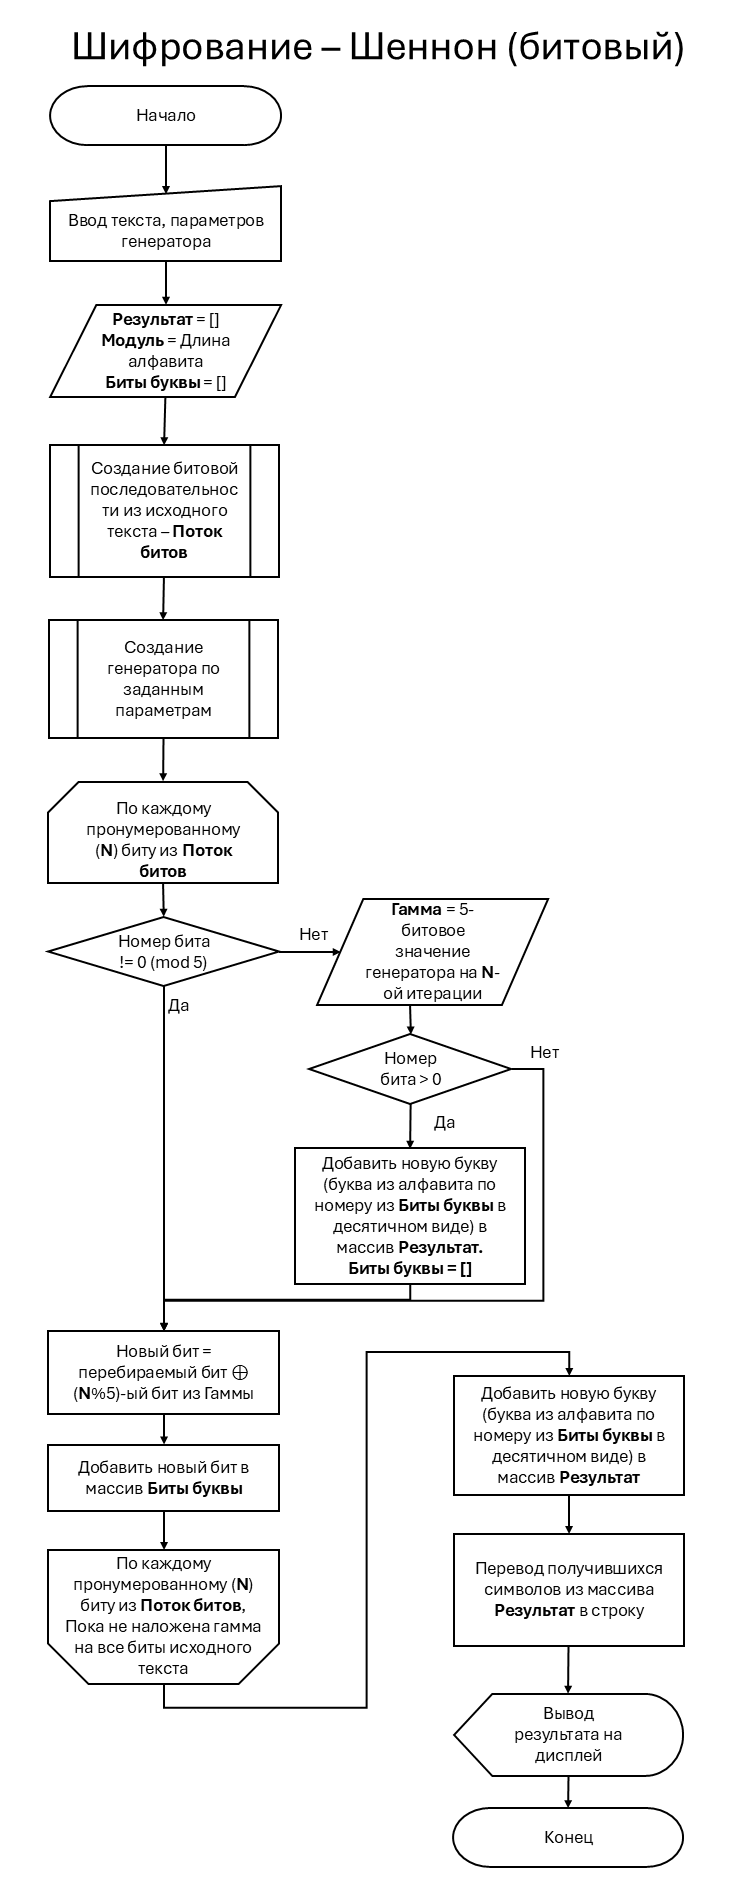 Шифрование – Шеннон (битовый)
Начало
Ввод текста, параметров
генератора
Результат = []
Модуль = Длина
алфавита
Биты буквы = []
Создание битовой
последовательнос
ти из исходного
текста – Поток
битов
Создание
генератора по
заданным
параметрам
По каждому
пронумерованному
(N) биту из Поток
битов
Номер бита
!= 0 (mod 5)
Нет
Да
Гамма = 5-
битовое
значение
генератора на N-
ой итерации
Номер
бита > 0
Нет
Да
Добавить новую букву
(буква из алфавита по
номеру из Биты буквы в
десятичном виде) в
массив Результат.
Биты буквы = []
Новый бит =
перебираемый бит ⊕
(N%5)-ый бит из Гаммы
Добавить новый бит в
массив Биты буквы
По каждому
пронумерованному (N)
биту из Поток битов,
Пока не наложена гамма
на все биты исходного
текста
Добавить новую букву
(буква из алфавита по
номеру из Биты буквы в
десятичном виде) в
массив Результат
Перевод получившихся
символов из массива
Результат в строку
Вывод
результата на
дисплей
Конец